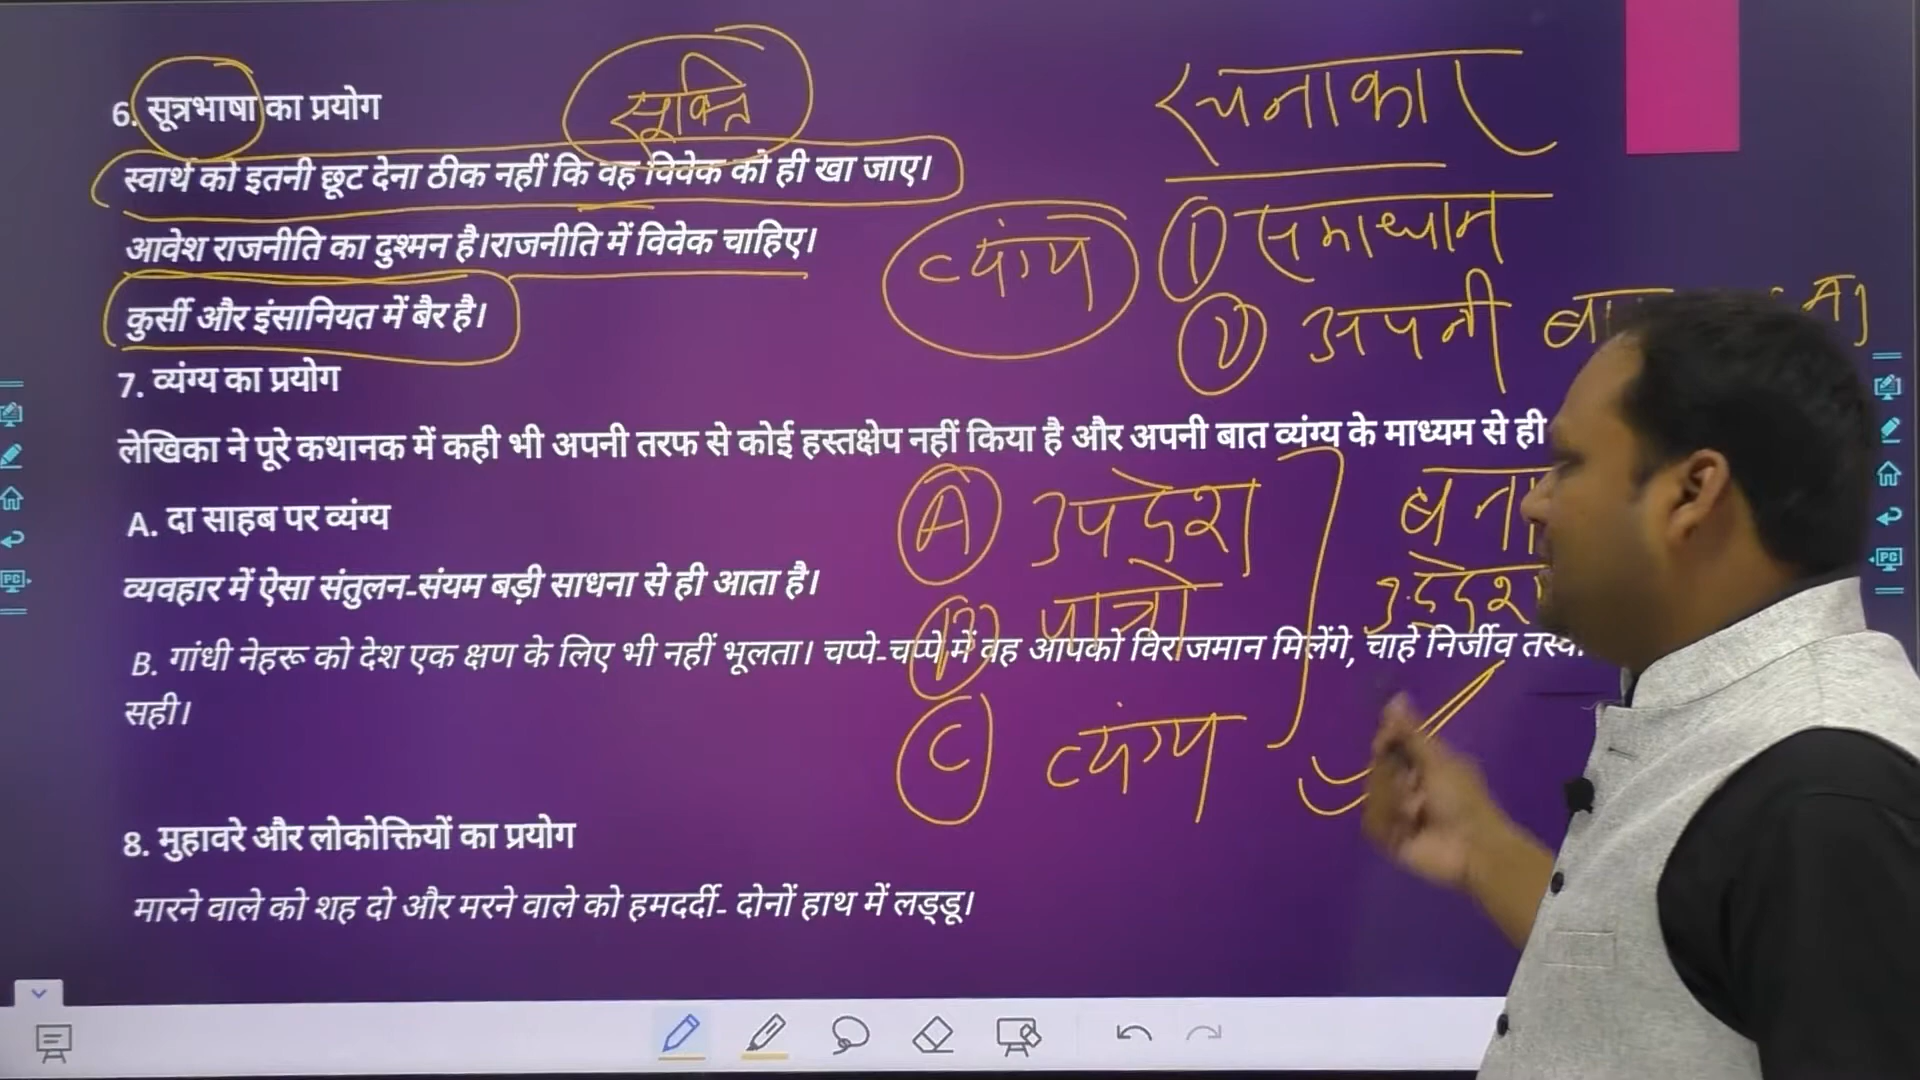 6. सूत्रभाषा का प्रयोग
सूक्ति
रचनाकार
स्वार्थ को इतनी छूट देना ठीक नहीं कि वह विवेक को ही खा जाए।
आवेश राजनीति का दुश्मन है।राजनीति में विवेक चाहिए।
व्यंग्य
① समाधान
अपनी
कुर्सी और इंसानियत में बैर है।
7. व्यंग्य का प्रयोग
लेखिका ने पूरे कथानक में कही भी अपनी तरफ से कोई हस्तक्षेप नहीं किया है और अपनी बात व्यंग्य के माध्यम से ही
A उपदेश
A. दा साहब पर व्यंग्य
व्यवहार में ऐसा संतुलन-संयम बड़ी साधना से ही आता है।
B पात्रो
B. गांधी नेहरू को देश एक क्षण के लिए भी नहीं भूलता। चप्पे-चप्पे में वह आपको विराजमान मिलेंगे, चाहे निर्जीव
सही।
C व्यंग्य
8. मुहावरे और लोकोक्तियों का प्रयोग
मारने वाले को शह दो और मरने वाले को हमदर्दी- दोनों हाथ में लड्डू।
PC
PC